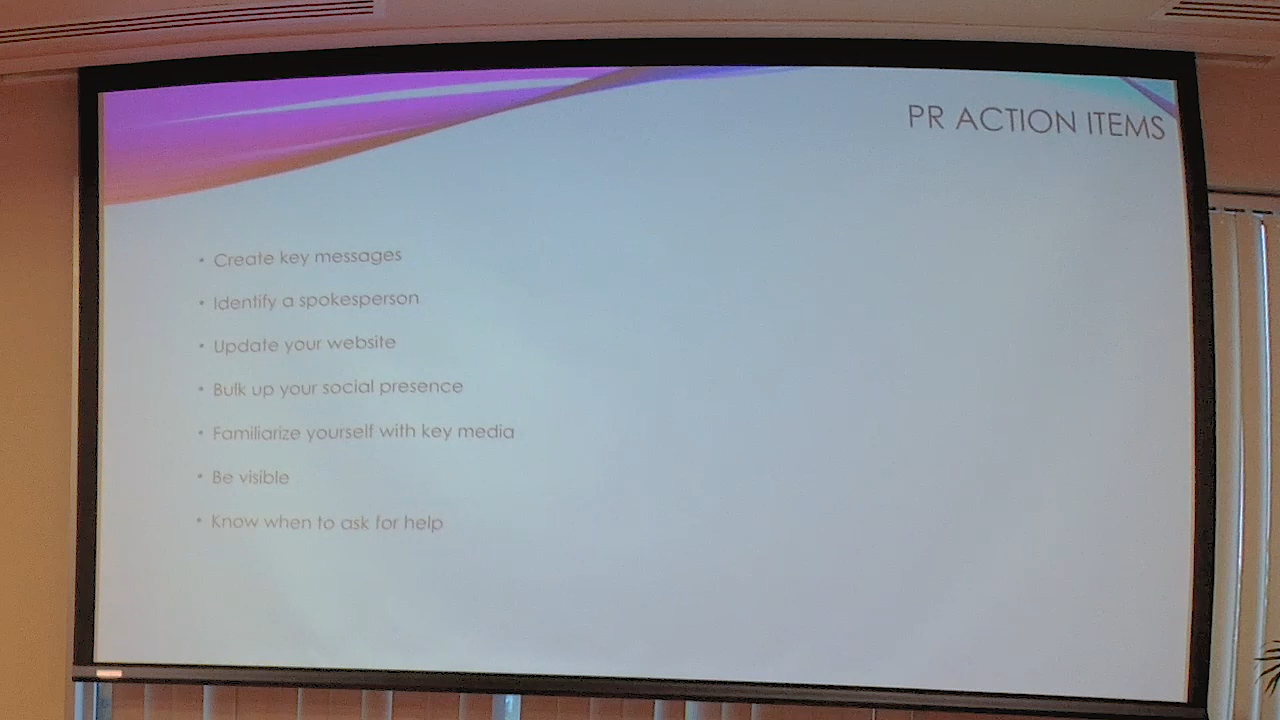 PR ACTION ITEMS
• Create key messages
• Identify a spokesperson
• Update your website
• Bulk up your social presence
• Familiarize yourself with key media
• Be visible
• Know when to ask for help